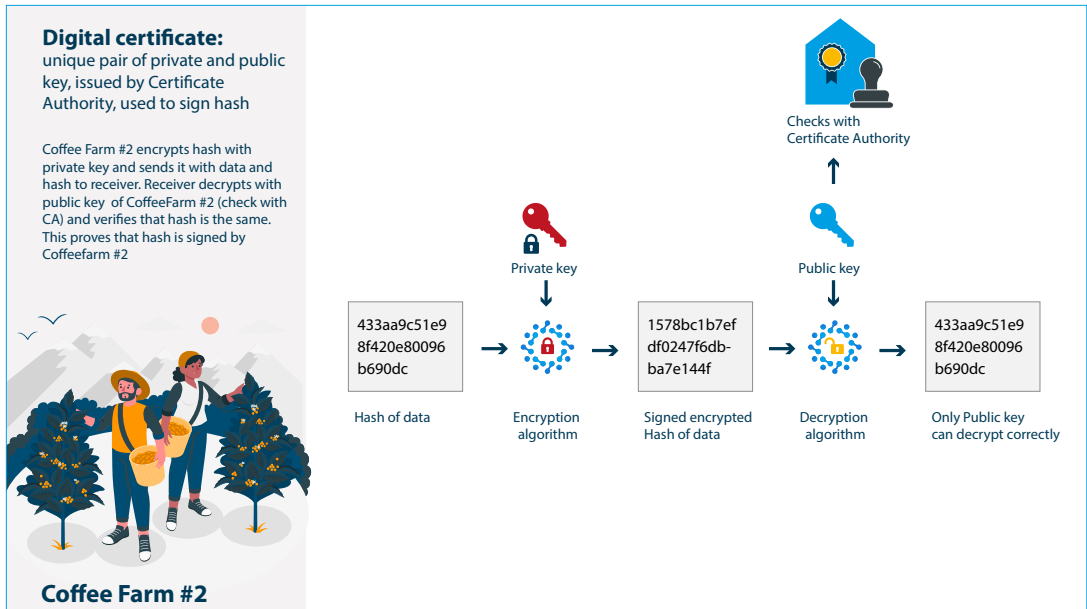 Digital certificate:
unique pair of private and public
key, issued by Certificate
Authority, used to sign hash
Coffee Farm #2 encrypts hash with
private key and sends it with data and
hash to receiver. Receiver decrypts with
public key of CoffeeFarm #2 (check with
CA) and verifies that hash is the same.
This proves that hash is signed by
Coffeefarm #2
Coffee Farm #2
Checks with
Certificate Authority
Private key
Public key
433aa9c51e9
8f420e80096
b690dc
1578bc1b7ef
df0247f6db-
ba7e144f
433aa9c51e9
8f420e80096
b690dc
Hash of data
Encryption
algorithm
Signed encrypted
Hash of data
Decryption
algorithm
Only Public key
can decrypt correctly